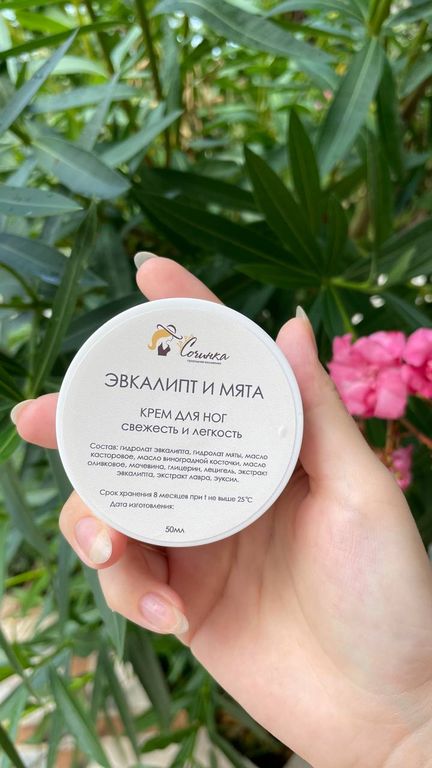 Сочинка
ЭВКАЛИПТ И МЯТА
КРЕМ ДЛЯ НОГ
СВЕЖЕСТЬ И ЛЕГКОСТЬ
Состав: гидролат эвкалипта, гидролат мяты, масло
касторовое, масло виноградной косточки, масло
оливковое, мочевина, глицерин, лецитель, экстракт
эвкалипта, экстракт лавра, эуксил.
Срок хранения 8 месяцев при t не выше 25°С
Дата изготовления:
50мл